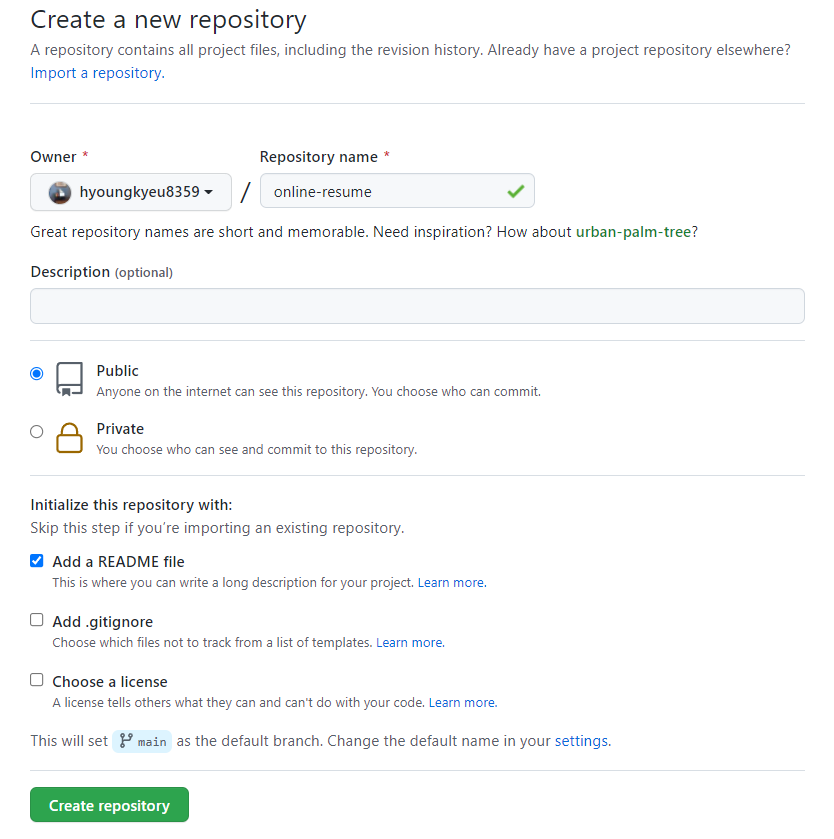 Create a new repository
A repository contains all project files, including the revision history. Already have a project repository elsewhere?
Import a repository.
Owner * Repository name *
hyoungkyeu8359 / online-resume
Great repository names are short and memorable. Need inspiration? How about urban-palm-tree?
Description (optional)
Public
Anyone on the internet can see this repository. You choose who can commit.
Private
You choose who can see and commit to this repository.
Initialize this repository with:
Skip this step if you’re importing an existing repository.
Add a README file
This is where you can write a long description for your project. Learn more.
Add .gitignore
Choose which files not to track from a list of templates. Learn more.
Choose a license
A license tells others what they can and can't do with your code. Learn more.
This will set main as the default branch. Change the default name in your settings.
Create repository